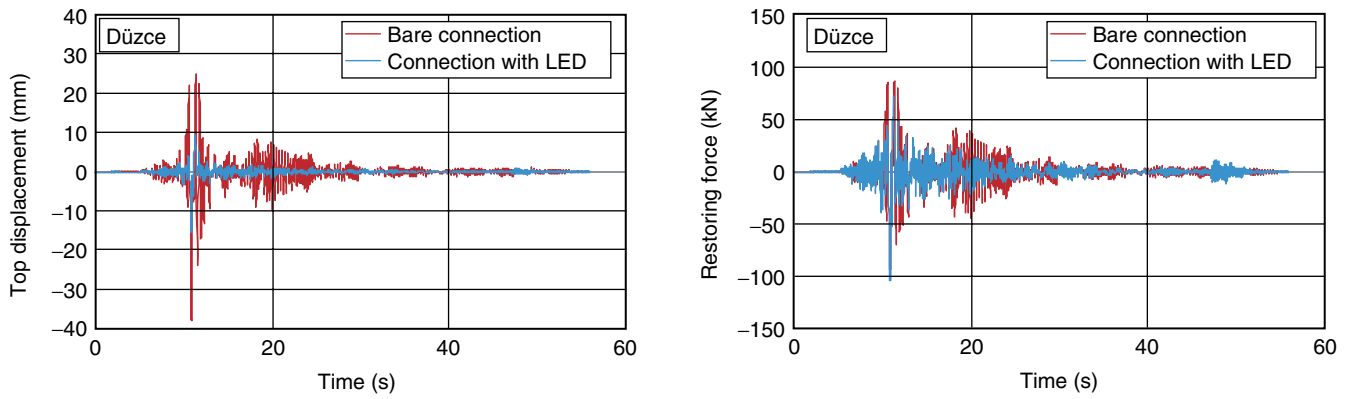 Düzce
Bare connection
Connection with LED
Top displacement (mm)
40
30
20
10
0
−10
−20
−30
−40
0
20
40
60
Time (s)
Düzce
Bare connection
Connection with LED
Restoring force (kN)
150
100
50
0
−50
−100
−150
0
20
40
60
Time (s)